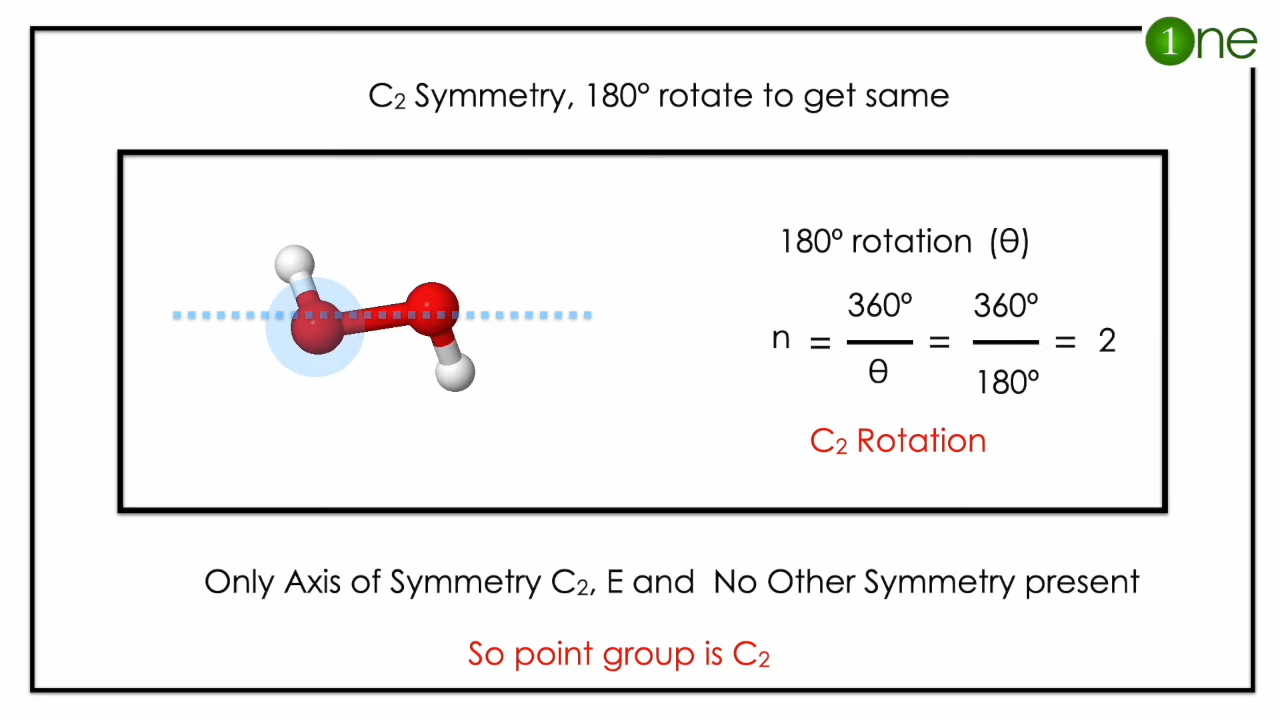 1ne
C₂ Symmetry, 180° rotate to get same
180° rotation (θ)
n = 360°/θ = 360°/180° = 2
C₂ Rotation
Only Axis of Symmetry C₂, E and No Other Symmetry present
So point group is C₂